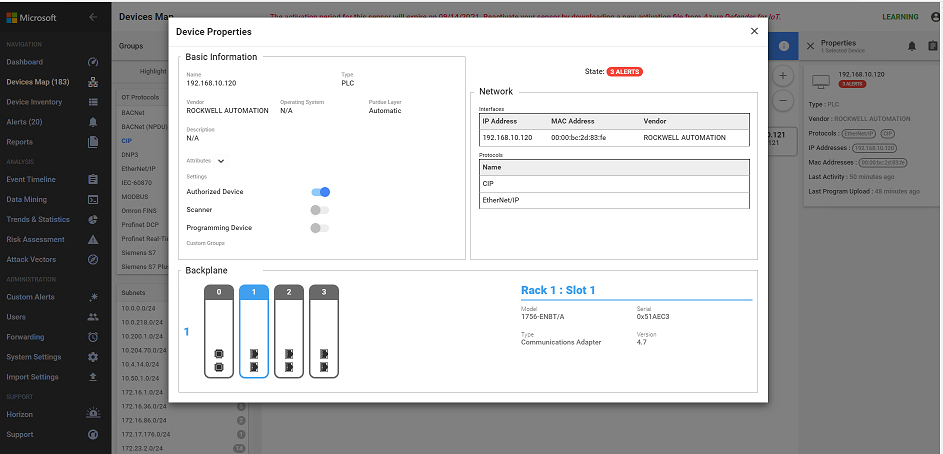 Microsoft
NAVIGATION
Dashboard
Devices Map (183)
Device Inventory
Alerts (20)
Reports
ANALYSIS
Event Timeline
Data Mining
Trends & Statistics
Risk Assessment
Attack Vectors
ADMINISTRATION
Custom Alerts
Users
Forwarding
System Settings
Import Settings
SUPPORT
Horizon
Support
Devices Map
The activation period for this sensor will expire on 08/14/2021. Reactivate your sensor by downloading a new activation file from Azure Defender for IoT.
LEARNING
Groups
Highlight
OT Protocols
BACNet
BACNet (NPDU)
CIP
DNP3
EtherNet/IP
IEC-60870
MODBUS
Omron FINS
Profinet DCP
Profinet Real-Ti
Siemens S7
Siemens S7 Plus
Subnets
10.0.0.0/24
10.0.218.0/24
10.200.1.0/24
10.204.70.0/24
10.4.14.0/24
10.50.1.0/24
172.16.1.0/24
172.16.36.0/24
172.16.86.0/24
172.17.176.0/24
172.23.2.0/24
Device Properties
Basic Information
Name
192.168.10.120
Type
PLC
Vendor
ROCKWELL AUTOMATION
Operating System
N/A
Purdue Layer
Automatic
Description
N/A
Attributes
Settings
Authorized Device
Scanner
Programming Device
Custom Groups
State: 3 ALERTS
Network
Interfaces
IP Address MAC Address Vendor
192.168.10.120 00:00:bc:2d:83:fe ROCKWELL AUTOMATION
Protocols
Name
CIP
EtherNet/IP
Backplane
0 1 2 3
1
Rack 1 : Slot 1
Model
1756-ENBT/A
Serial
0x51AEC3
Type
Communications Adapter
Version
4.7
0.121
121
Properties
1 Selected Device
192.168.10.120
3 ALERTS
Type : PLC
Vendor : ROCKWELL AUTOMATION
Protocols : EtherNet/IP CIP
IP Addresses : 192.168.10.120
Mac Addresses : 00:00:bc:2d:83:fe
Last Activity : 50 minutes ago
Last Program Upload : 48 minutes ago